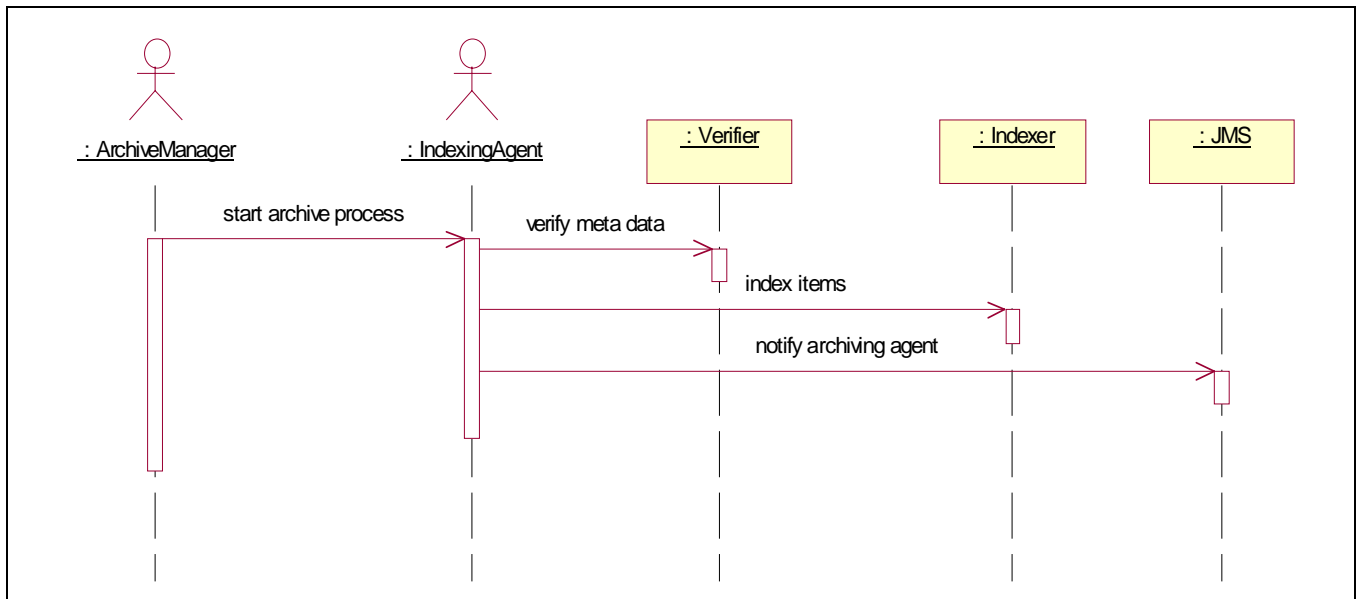 : ArchiveManager
: IndexingAgent
: Verifier
: Indexer
: JMS
start archive process
verify meta data
index items
notify archiving agent